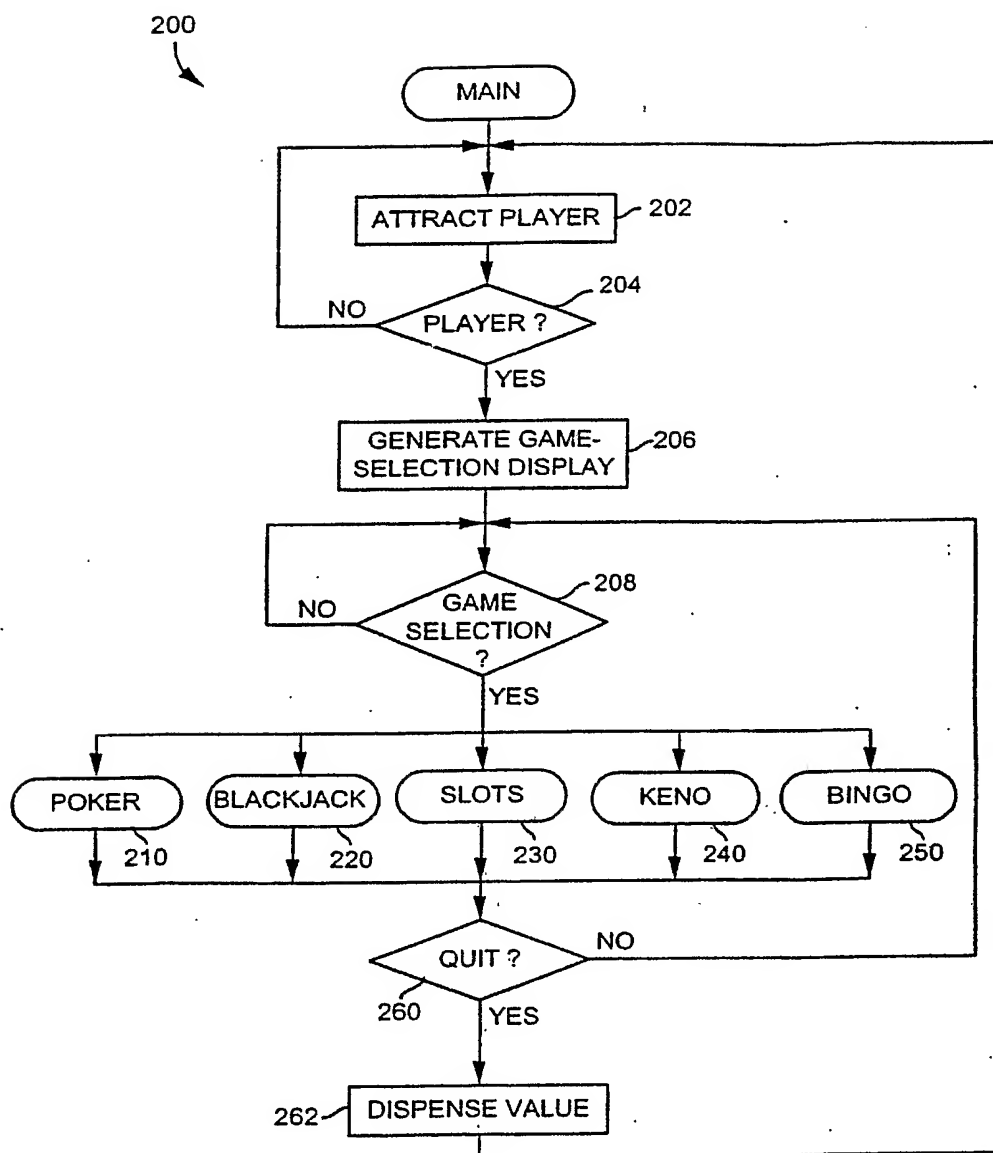 200
MAIN
ATTRACT PLAYER
202
204
NO
PLAYER ?
YES
GENERATE GAME-
SELECTION DISPLAY
206
208
NO
GAME
SELECTION
?
YES
POKER
BLACKJACK
SLOTS
KENO
BINGO
210
220
230
240
250
QUIT ?
NO
260
YES
262
DISPENSE VALUE